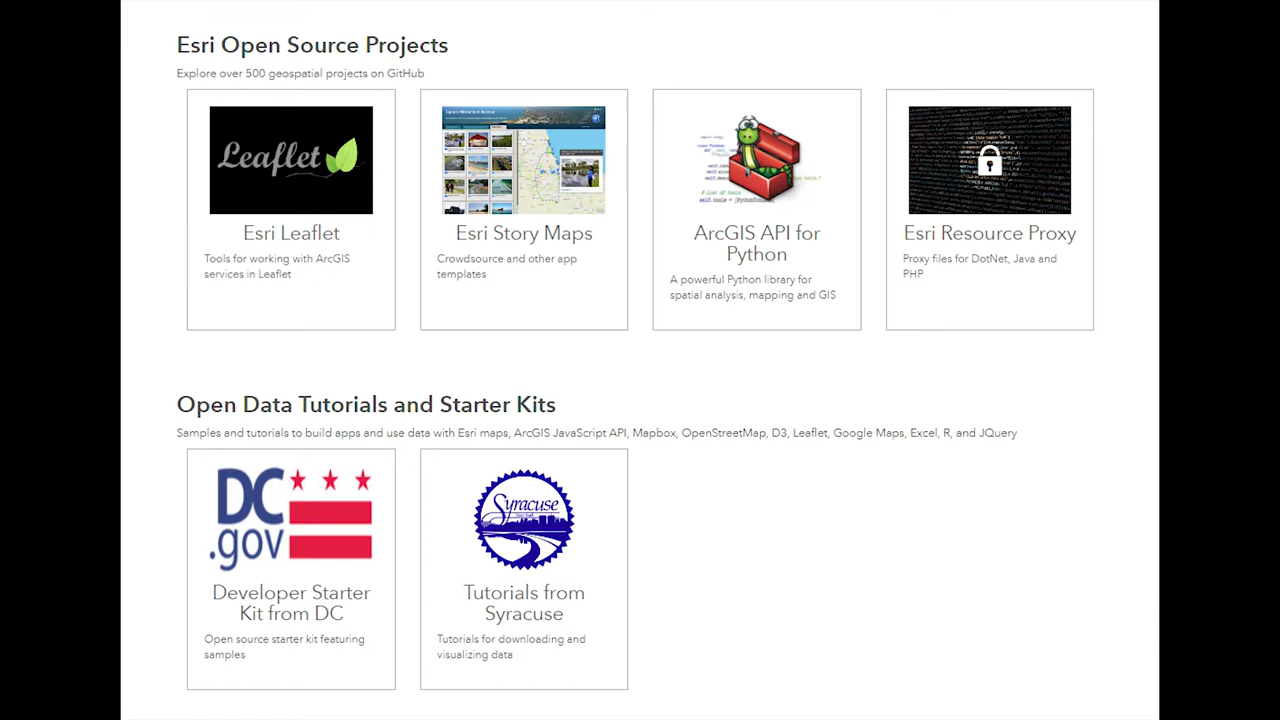 Esri Open Source Projects
Explore over 500 geospatial projects on GitHub
Leaflet
Esri Leaflet
Tools for working with ArcGIS
services in Leaflet
Esri Story Maps
Crowdsource and other app
templates
# list of tools
ArcGIS API for
Python
A powerful Python library for
spatial analysis, mapping and GIS
Esri Resource Proxy
Proxy files for DotNet, Java and
PHP
Open Data Tutorials and Starter Kits
Samples and tutorials to build apps and use data with Esri maps, ArcGIS JavaScript API, Mapbox, OpenStreetMap, D3, Leaflet, Google Maps, Excel, R, and JQuery
DC
.gov
Developer Starter
Kit from DC
Open source starter kit featuring
samples
Syracuse
Tutorials from
Syracuse
Tutorials for downloading and
visualizing data